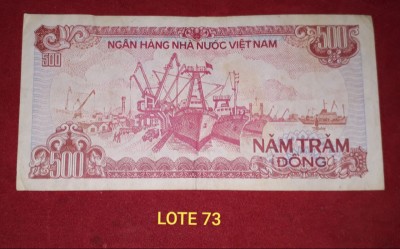 NGÂN HÀNG NHÀ NƯỚC VIỆT NAM
500
500
500
NĂM TRĂM
ĐỒNG
LOTE 73